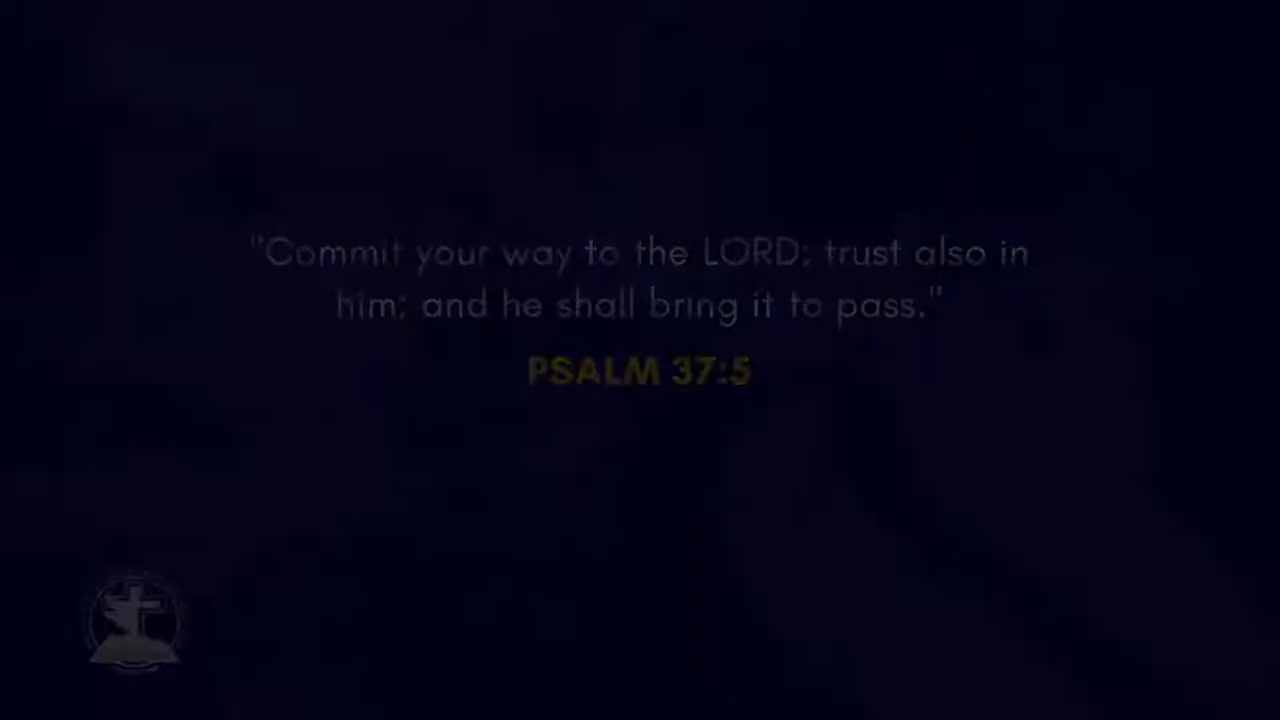 "Commit your way to the LORD; trust also in
him; and he shall bring it to pass."
PSALM 37:5